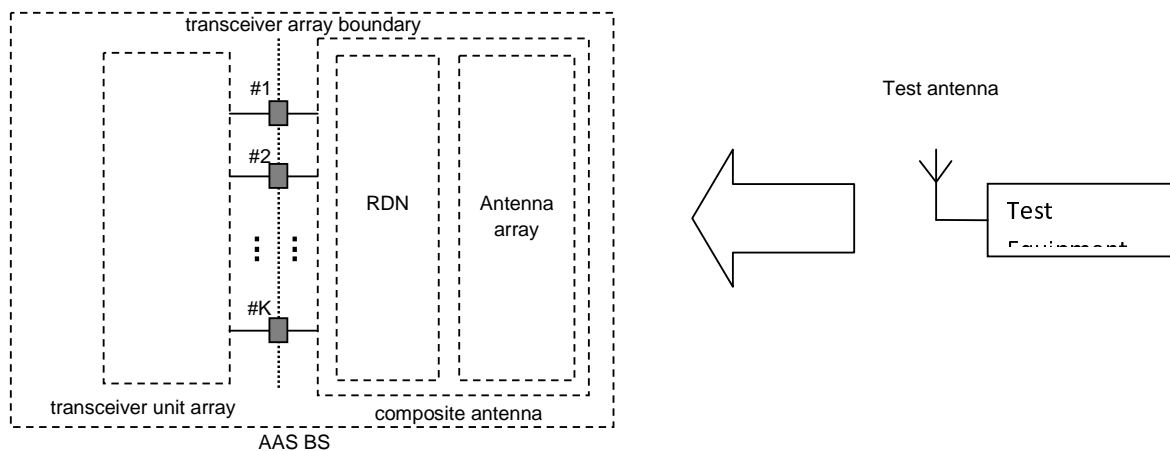 transceiver array boundary
#1
#2
#K
RDN
Antenna
array
transceiver unit array
composite antenna
AAS BS
Test antenna
Test